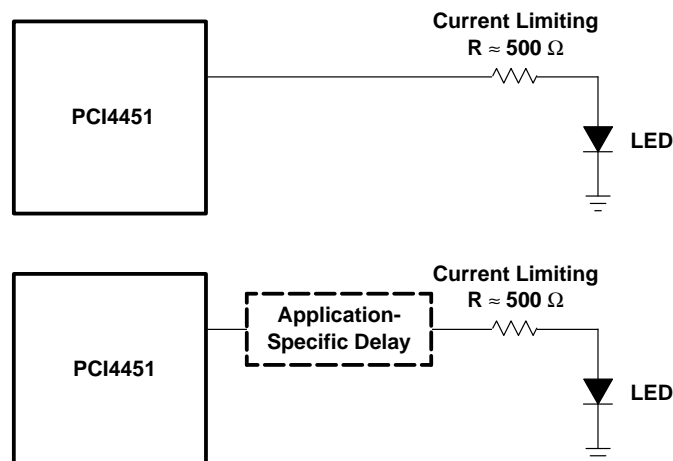 Current Limiting
R ≈ 500 Ω
PCI4451
LED
Current Limiting
R ≈ 500 Ω
Application-
Specific Delay
PCI4451
LED